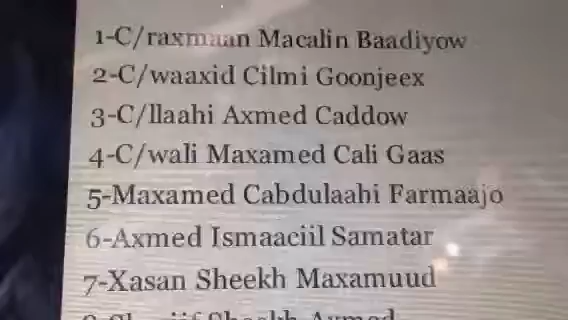 1-C/raxmaan Macalin Baadiyow
2-C/waaxid Cilmi Goonjeex
3-C/llaahi Axmed Caddow
4-C/wali Maxamed Cali Gaas
5-Maxamed Cabdulaahi Farmaajo
6-Axmed Ismaaciil Samatar
7-Xasan Sheekh Maxamuud